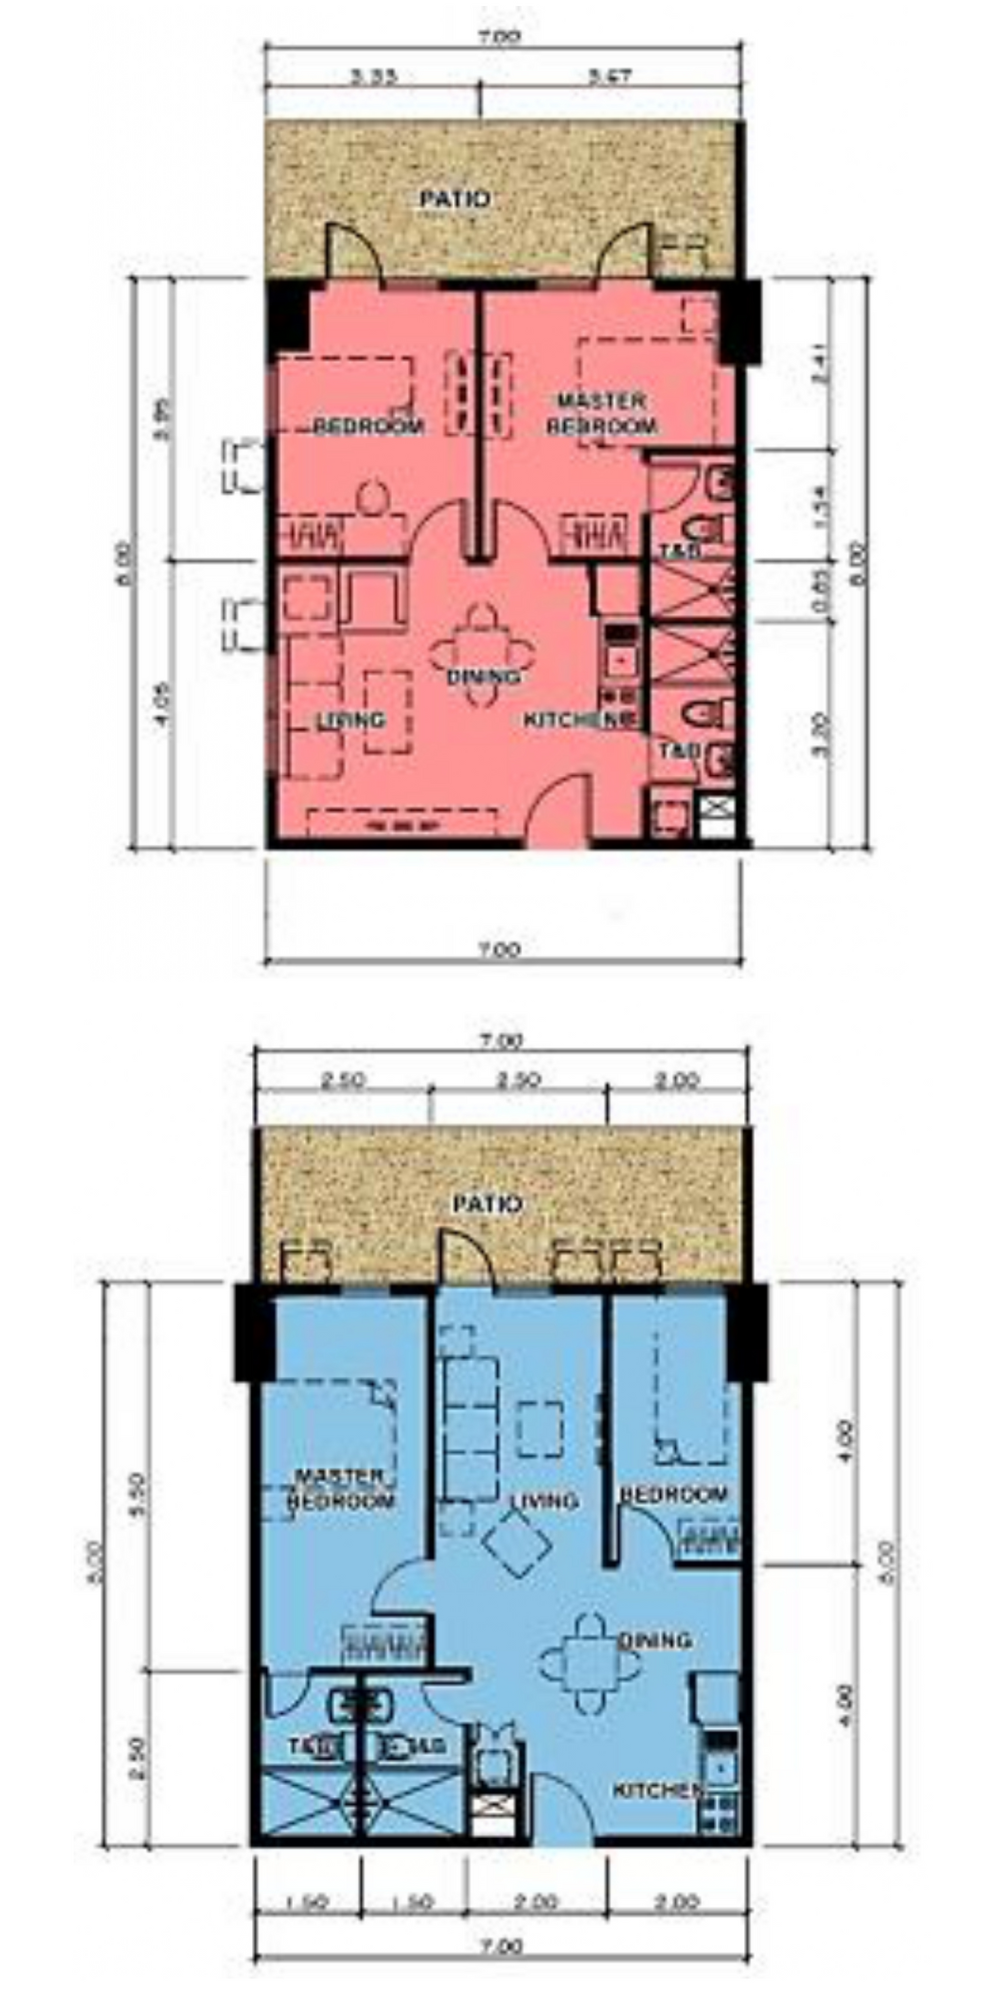 7.00
3.33 3.67
PATIO
2.41
MASTER
BEDROOM
BEDROOM
3.95
1.54
T&B
8.00
8.00
0.85
DINING
4.05
LIVING
KITCHEN
3.20
T&B
7.00
7.00
2.50 2.50 2.00
PATIO
4.00
MASTER
BEDROOM
LIVING
BEDROOM
5.50
8.00
8.00
DINING
4.00
T&B
T&B
2.50
KITCHEN
1.50 1.50 2.00 2.00
7.00